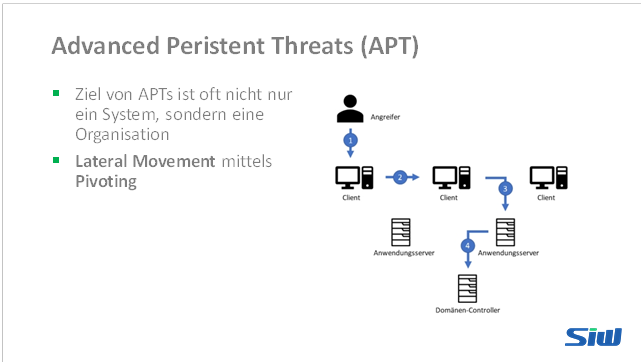 Advanced Peristent Threats (APT)
Ziel von APTs ist oft nicht nur
ein System, sondern eine
Organisation
Lateral Movement mittels
Pivoting
Angreifer
1
Client
2
Client
3
Client
Anwendungsserver
4
Anwendungsserver
Domänen-Controller
SiW